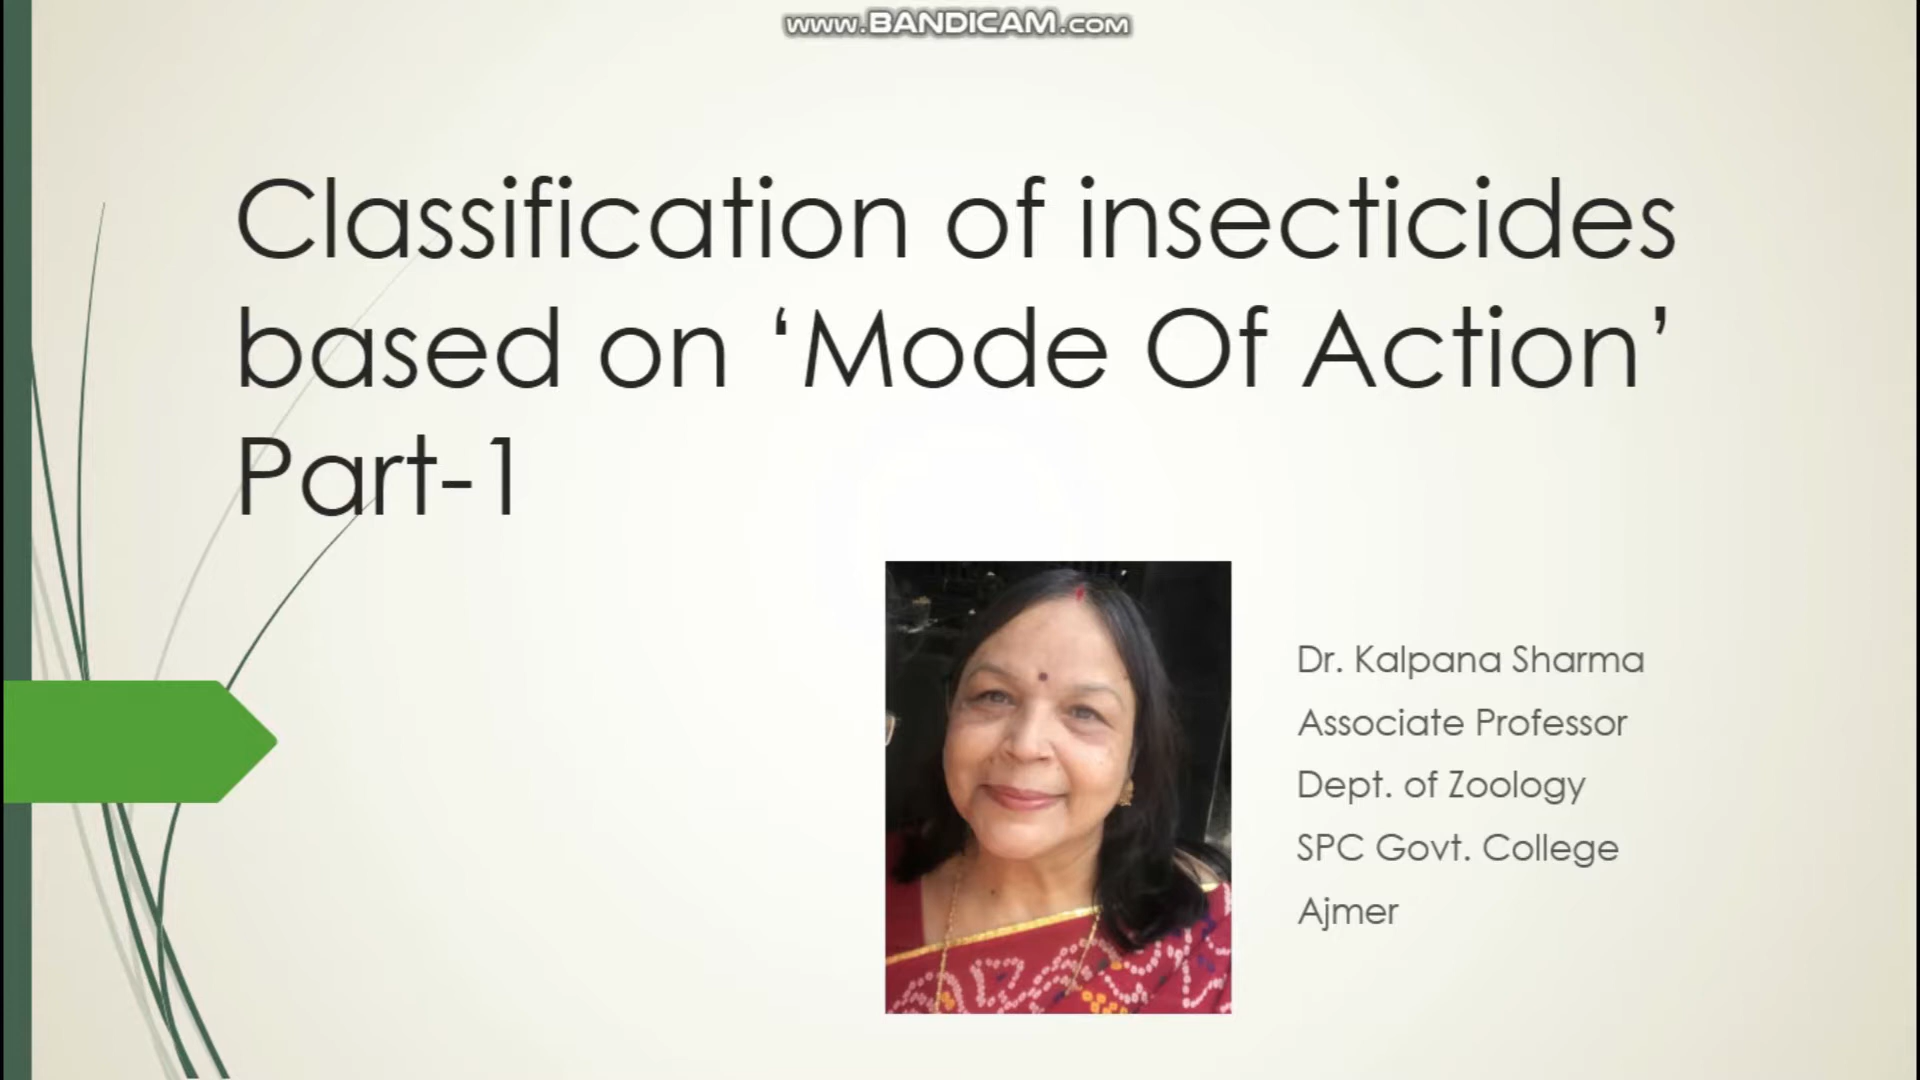 www.BANDICAM.com
Classification of insecticides
based on ‘Mode Of Action’
Part-1
Dr. Kalpana Sharma
Associate Professor
Dept. of Zoology
SPC Govt. College
Ajmer